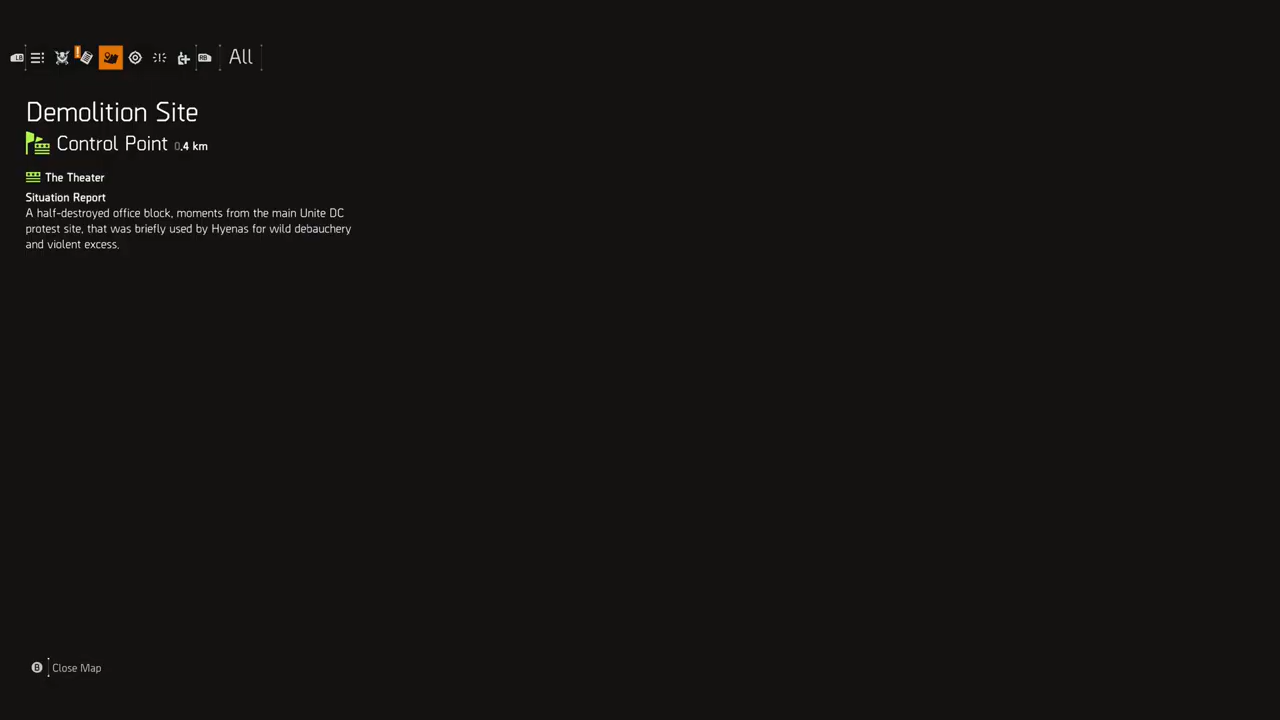 LB
! RB All
Demolition Site
Control Point 0.4 km
The Theater
Situation Report
A half-destroyed office block, moments from the main Unite DC
protest site, that was briefly used by Hyenas for wild debauchery
and violent excess.
B Close Map